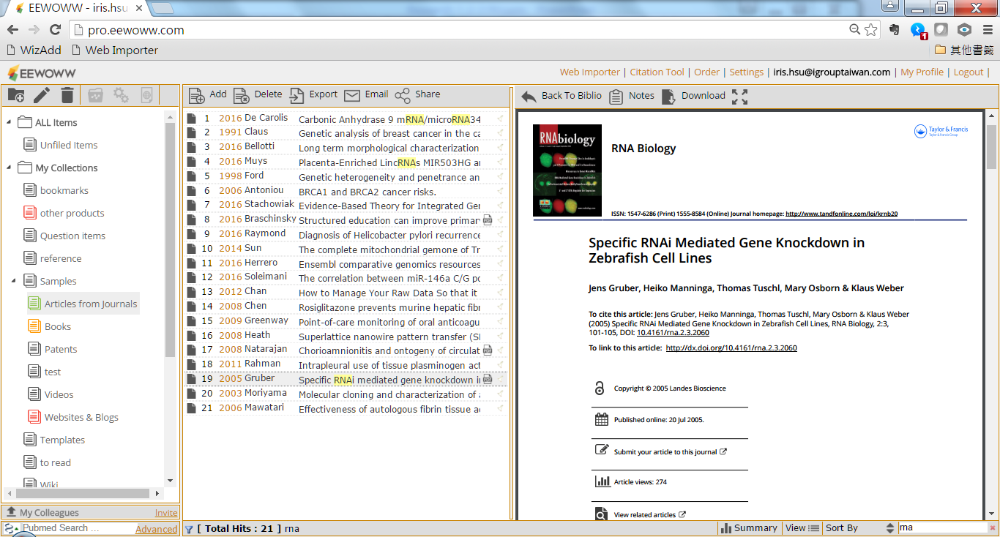 EEWOWW - iris.hsu
pro.eewoww.com
WizAdd Web Importer 其他書籤
EEWOWW Web Importer | Citation Tool | Order | Settings | iris.hsu@igrouptaiwan.com | My Profile | Logout |
Add Delete Export Email Share
Back To Biblio Notes Download
ALL Items
Unfiled Items
My Collections
bookmarks
other products
Question items
reference
Samples
Articles from Journals
Books
Patents
test
Videos
Websites & Blogs
Templates
to read
Wiki
My Colleagues Invite
Pubmed Search ... Advanced
1 2016 De Carolis Carbonic Anhydrase 9 mRNA/microRNA34
2 1991 Claus Genetic analysis of breast cancer in the ca
3 2016 Bellotti Long term morphological characterization
4 2016 Muys Placenta-Enriched LincRNAs MIR503HG an
5 1998 Ford Genetic heterogeneity and penetrance an
6 2006 Antoniou BRCA1 and BRCA2 cancer risks.
7 2016 Stachowiak Evidence-Based Theory for Integrated Gen
8 2016 Braschinsky Structured education can improve primary
9 2016 Raymond Diagnosis of Helicobacter pylori recurrence
10 2014 Sun The complete mitochondrial gemone of Tr
11 2016 Herrero Ensembl comparative genomics resources
12 2016 Soleimani The correlation between miR-146a C/G po
13 2012 Chan How to Manage Your Raw Data So that it
14 2008 Chen Rosiglitazone prevents murine hepatic fibr
15 2009 Greenway Point-of-care monitoring of oral anticoagu
16 2008 Heath Superlattice nanowire pattern transfer (S
17 2008 Natarajan Chorioamnionitis and ontogeny of circulat
18 2011 Rahman Intrapleural use of tissue plasminogen act
19 2005 Gruber Specific RNAi mediated gene knockdown i
20 2003 Moriyama Molecular cloning and characterization of a
21 2006 Mawatari Effectiveness of autologous fibrin tissue a
RNAbiology
Taylor & Francis
Taylor & Francis Group
RNA Biology
ISSN: 1547-6286 (Print) 1555-8584 (Online) Journal homepage: http://www.tandfonline.com/loi/krnb20
Specific RNAi Mediated Gene Knockdown in
Zebrafish Cell Lines
Jens Gruber, Heiko Manninga, Thomas Tuschl, Mary Osborn & Klaus Weber
To cite this article: Jens Gruber, Heiko Manninga, Thomas Tuschl, Mary Osborn & Klaus Weber
(2005) Specific RNAi Mediated Gene Knockdown in Zebrafish Cell Lines, RNA Biology, 2:3,
101-105, DOI: 10.4161/rna.2.3.2060
To link to this article: http://dx.doi.org/10.4161/rna.2.3.2060
Copyright © 2005 Landes Bioscience
Published online: 20 Jul 2005.
Submit your article to this journal
Article views: 274
View related articles
[ Total Hits : 21 ] rna Summary View Sort By rna